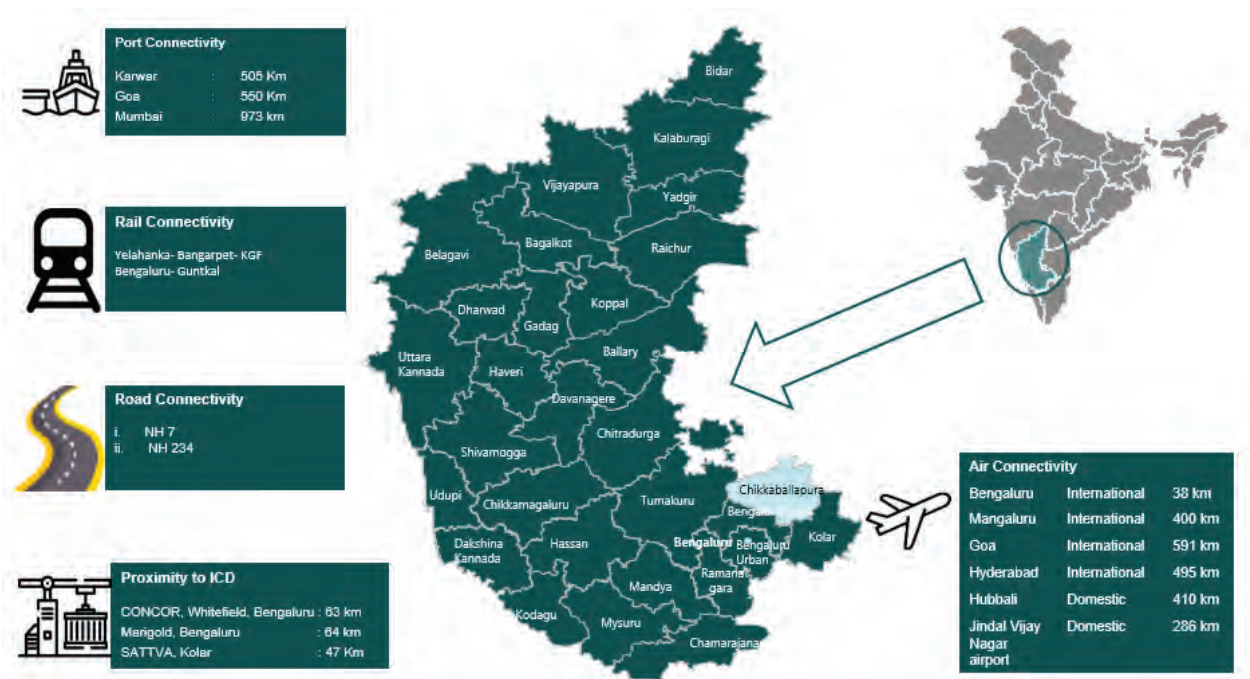 Port Connectivity
Karwar : 505 Km
Goa : 550 Km
Mumbai : 973 km
Rail Connectivity
Yelahanka- Bangarpet- KGF
Bengaluru- Guntkal
Road Connectivity
i. NH 7
ii. NH 234
Proximity to ICD
CONCOR, Whitefield, Bengaluru : 63 km
Marigold, Bengaluru : 64 km
SATTVA, Kolar : 47 Km
Bidar
Kalaburagi
Vijayapura
Yadgir
Bagalkot
Raichur
Belagavi
Koppal
Dharwad
Gadag
Ballary
Uttara
Kannada
Haveri
Davanagere
Chitradurga
Shivamogga
Udupi
Chikkamagaluru
Tumakuru
Chikkaballapura
Bengalu
Kolar
Dakshina
Kannada
Hassan
Bengaluru
Bengaluru
Urban
Mandya
Ramana
gara
Kodagu
Mysuru
Chamarajana
Air Connectivity
Bengaluru International 38 km
Mangaluru International 400 km
Goa International 591 km
Hyderabad International 495 km
Hubbali Domestic 410 km
Jindal Vijay Domestic 286 km
Nagar
airport